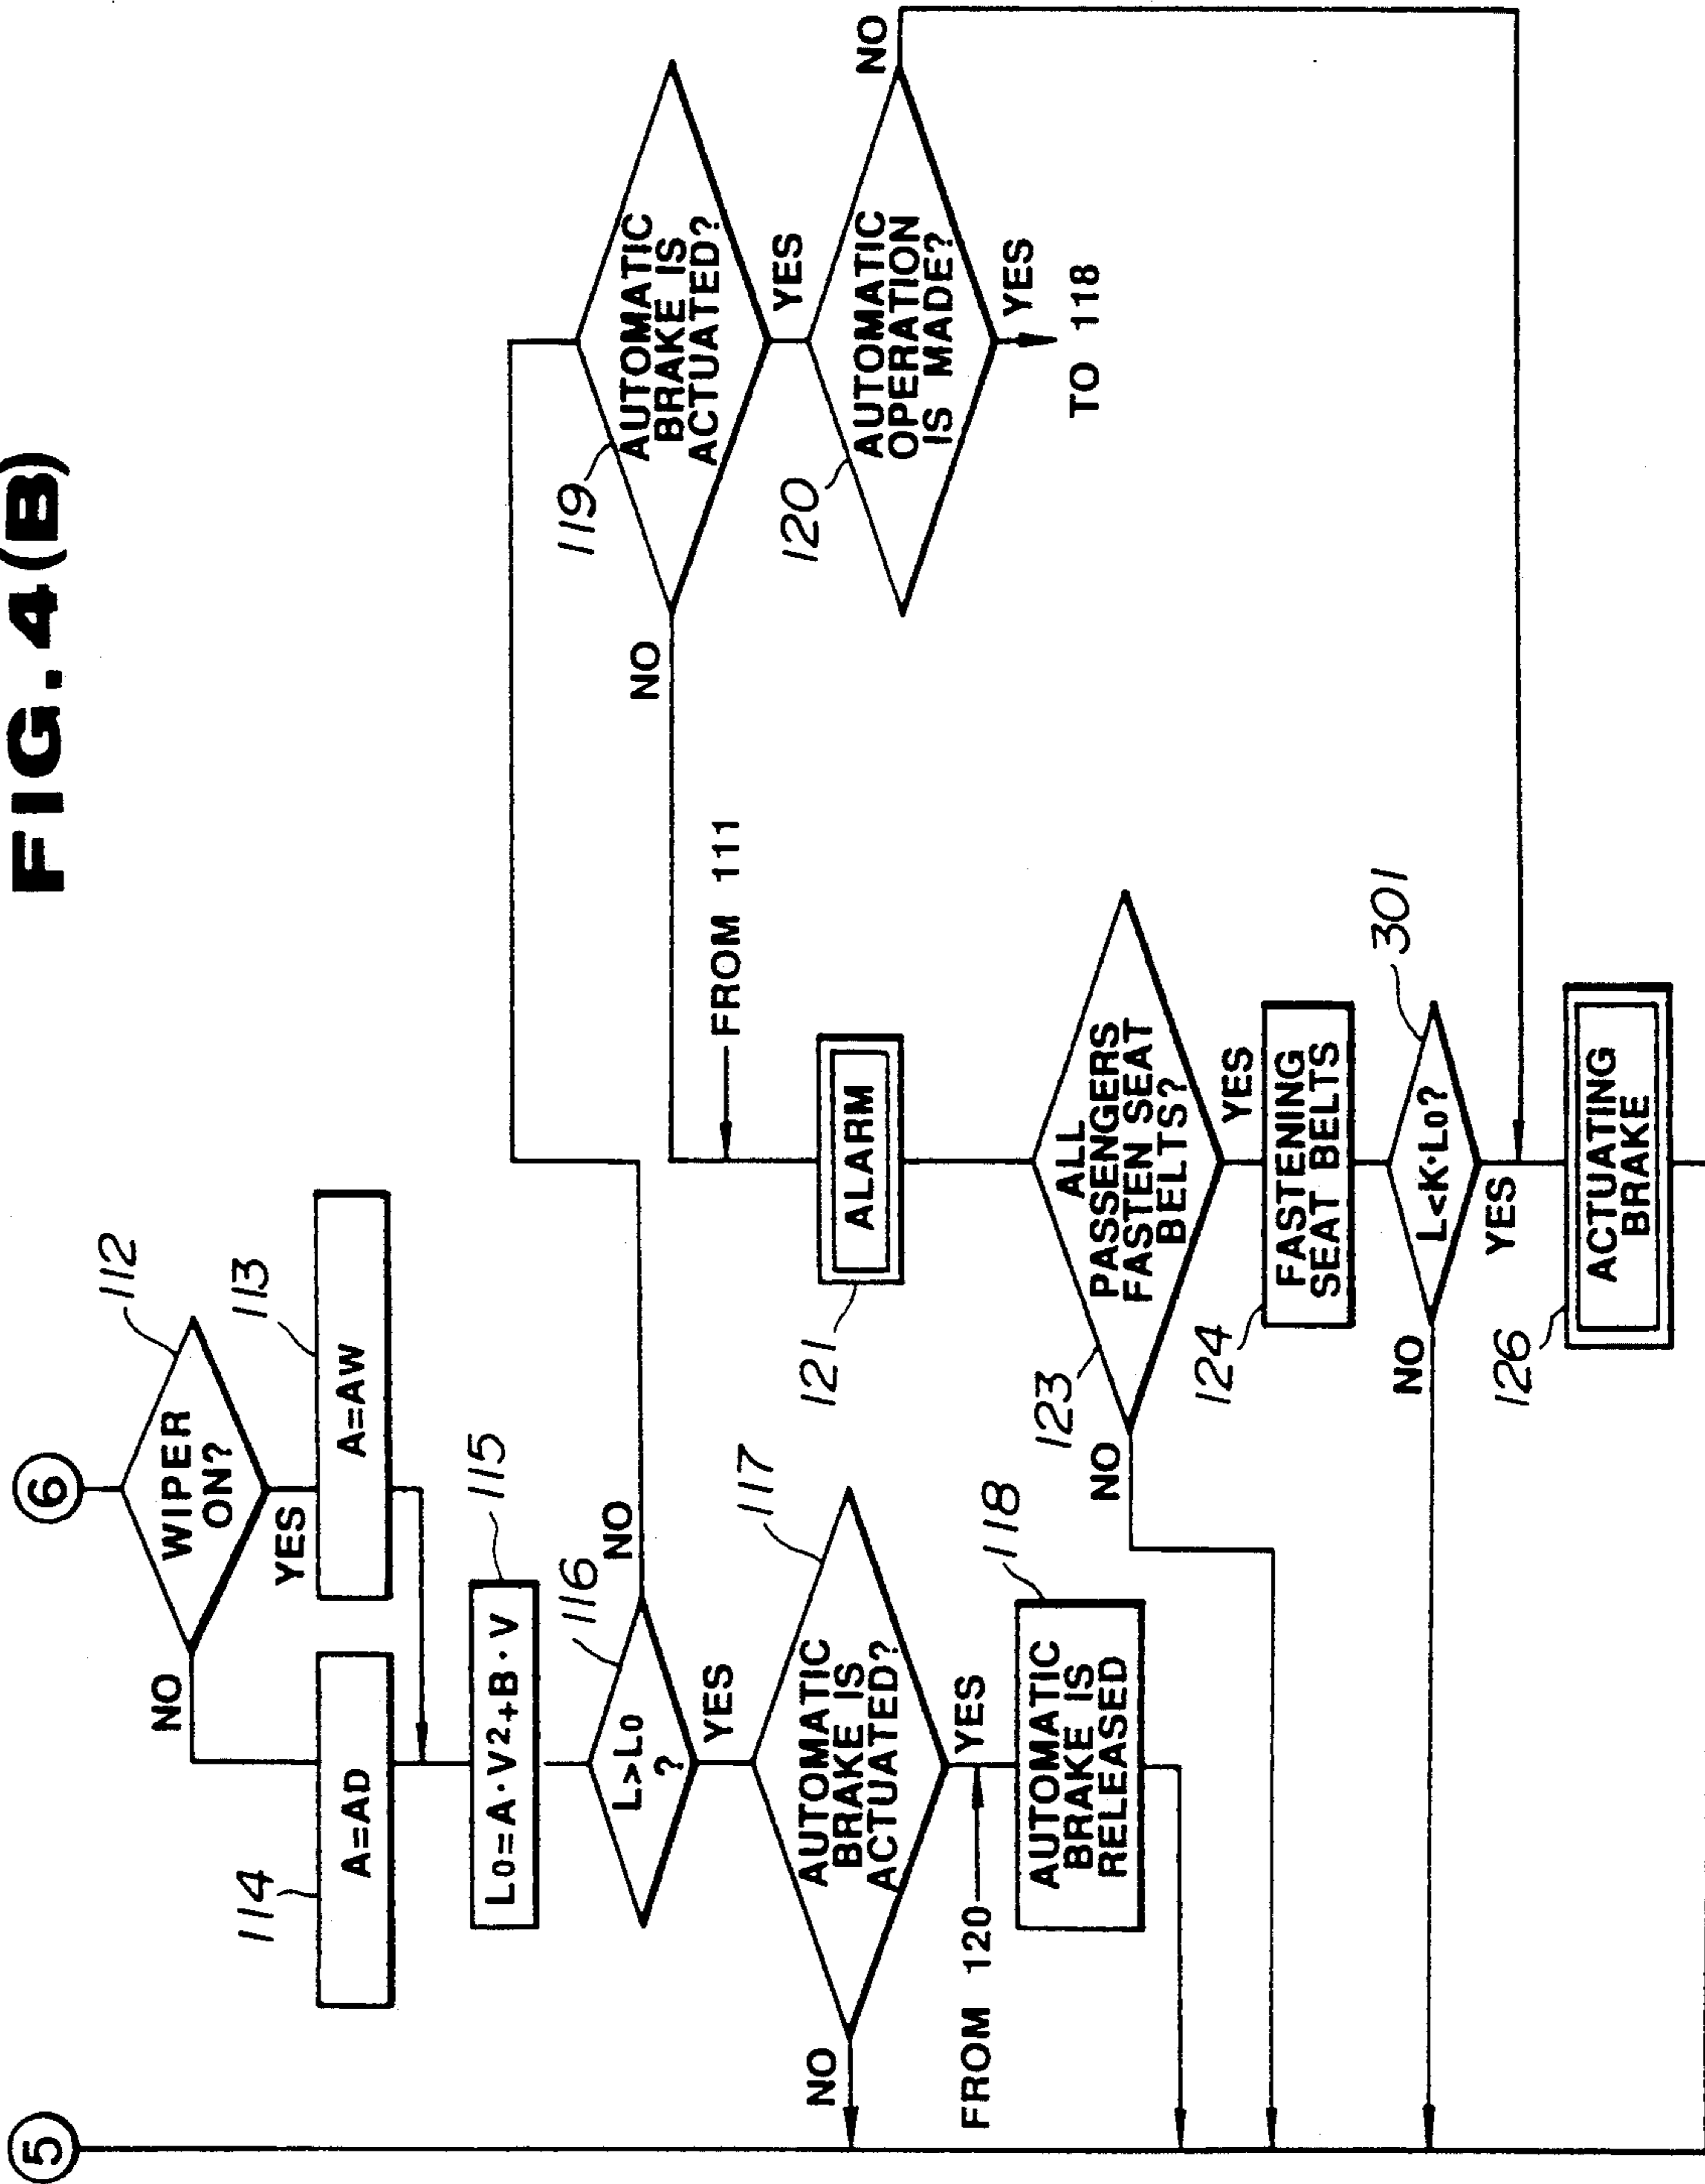 FIG. 4(B)
5
6
112
WIPER
ON?
NO
YES
113
A=AW
114
A=AD
115
L0=A·V2+B·V
116
L>L0
?
NO
YES
117
AUTOMATIC
BRAKE IS
ACTUATED?
NO
YES
FROM 120
118
AUTOMATIC
BRAKE IS
RELEASED
119
AUTOMATIC
BRAKE IS
ACTUATED?
NO
YES
120
AUTOMATIC
OPERATION
IS MADE?
NO
YES
TO 118
FROM 111
121
ALARM
123
ALL
PASSENGERS
FASTEN SEAT
BELTS?
NO
YES
124
FASTENING
SEAT BELTS
301
L<K·L0?
NO
YES
126
ACTUATING
BRAKE